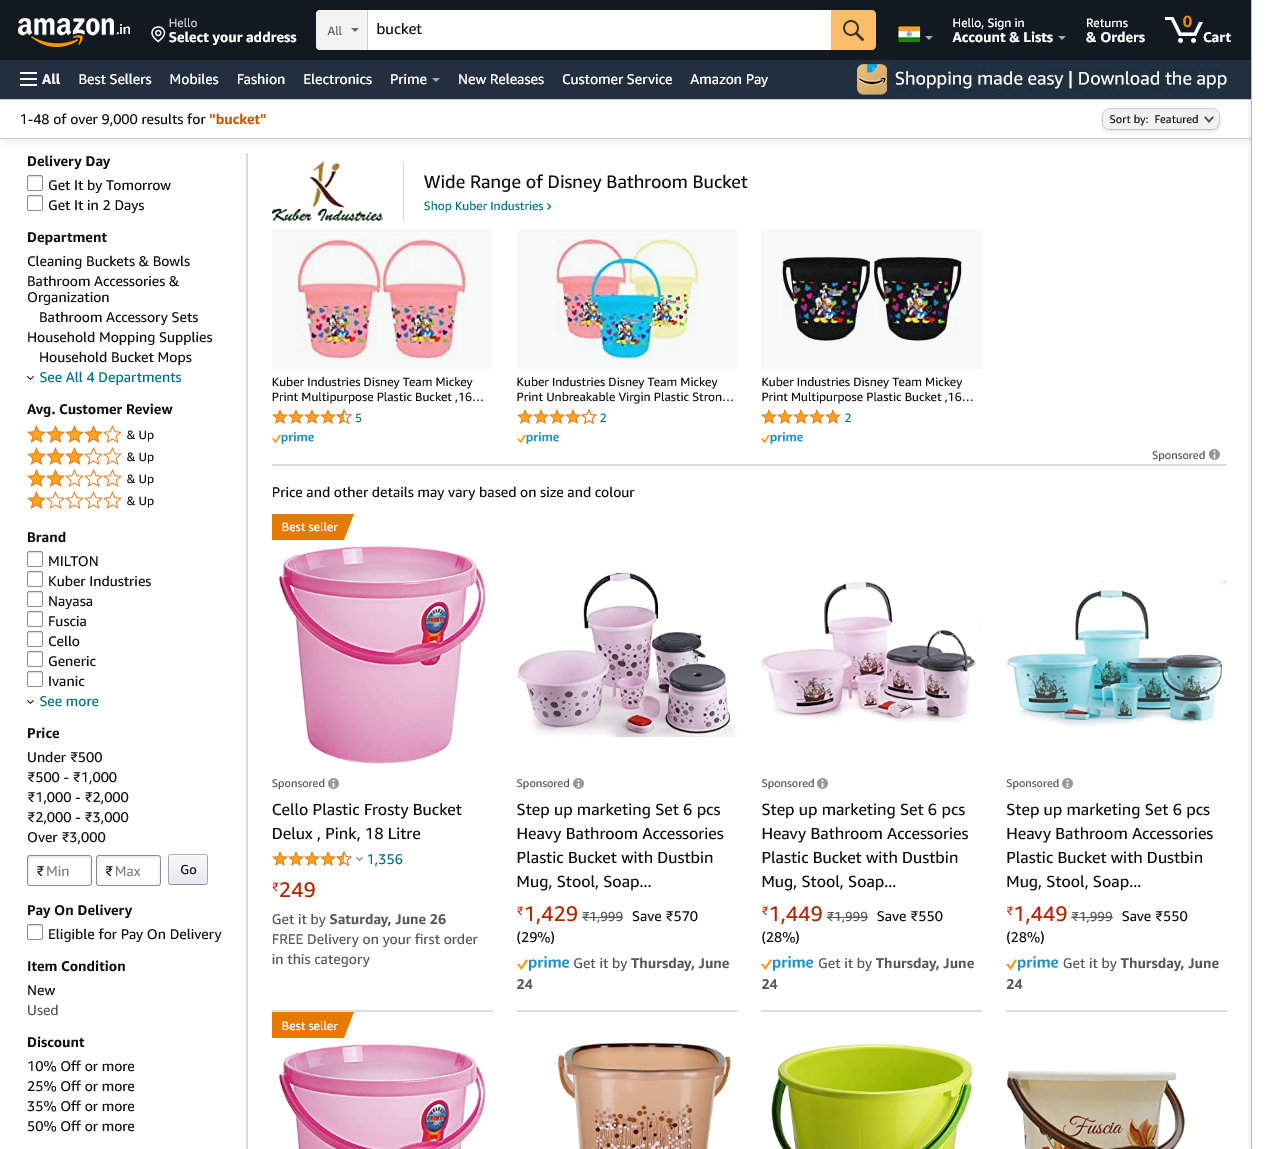 amazon.in
Hello
Select your address
All
bucket
Hello, Sign in
Account & Lists
Returns
& Orders
0
Cart
All
Best Sellers
Mobiles
Fashion
Electronics
Prime
New Releases
Customer Service
Amazon Pay
Shopping made easy | Download the app
1-48 of over 9,000 results for "bucket"
Sort by: Featured
Delivery Day
Get It by Tomorrow
Get It in 2 Days
Department
Cleaning Buckets & Bowls
Bathroom Accessories &
Organization
Bathroom Accessory Sets
Household Mopping Supplies
Household Bucket Mops
See All 4 Departments
Avg. Customer Review
& Up
& Up
& Up
& Up
Brand
MILTON
Kuber Industries
Nayasa
Fuscia
Cello
Generic
Ivanic
See more
Price
Under ₹500
₹500 - ₹1,000
₹1,000 - ₹2,000
₹2,000 - ₹3,000
Over ₹3,000
₹ Min
₹ Max
Go
Pay On Delivery
Eligible for Pay On Delivery
Item Condition
New
Used
Discount
10% Off or more
25% Off or more
35% Off or more
50% Off or more
Kuber Industries
Wide Range of Disney Bathroom Bucket
Shop Kuber Industries ›
Kuber Industries Disney Team Mickey
Print Multipurpose Plastic Bucket ,16...
5
prime
Kuber Industries Disney Team Mickey
Print Unbreakable Virgin Plastic Stron...
2
prime
Kuber Industries Disney Team Mickey
Print Multipurpose Plastic Bucket ,16...
2
prime
Sponsored
Price and other details may vary based on size and colour
Best seller
Sponsored
Cello Plastic Frosty Bucket
Delux , Pink, 18 Litre
1,356
₹249
Get it by Saturday, June 26
FREE Delivery on your first order
in this category
Sponsored
Step up marketing Set 6 pcs
Heavy Bathroom Accessories
Plastic Bucket with Dustbin
Mug, Stool, Soap...
₹1,429 ₹1,999 Save ₹570
(29%)
prime Get it by Thursday, June
24
Sponsored
Step up marketing Set 6 pcs
Heavy Bathroom Accessories
Plastic Bucket with Dustbin
Mug, Stool, Soap...
₹1,449 ₹1,999 Save ₹550
(28%)
prime Get it by Thursday, June
24
Sponsored
Step up marketing Set 6 pcs
Heavy Bathroom Accessories
Plastic Bucket with Dustbin
Mug, Stool, Soap...
₹1,449 ₹1,999 Save ₹550
(28%)
prime Get it by Thursday, June
24
Best seller
Fuscia